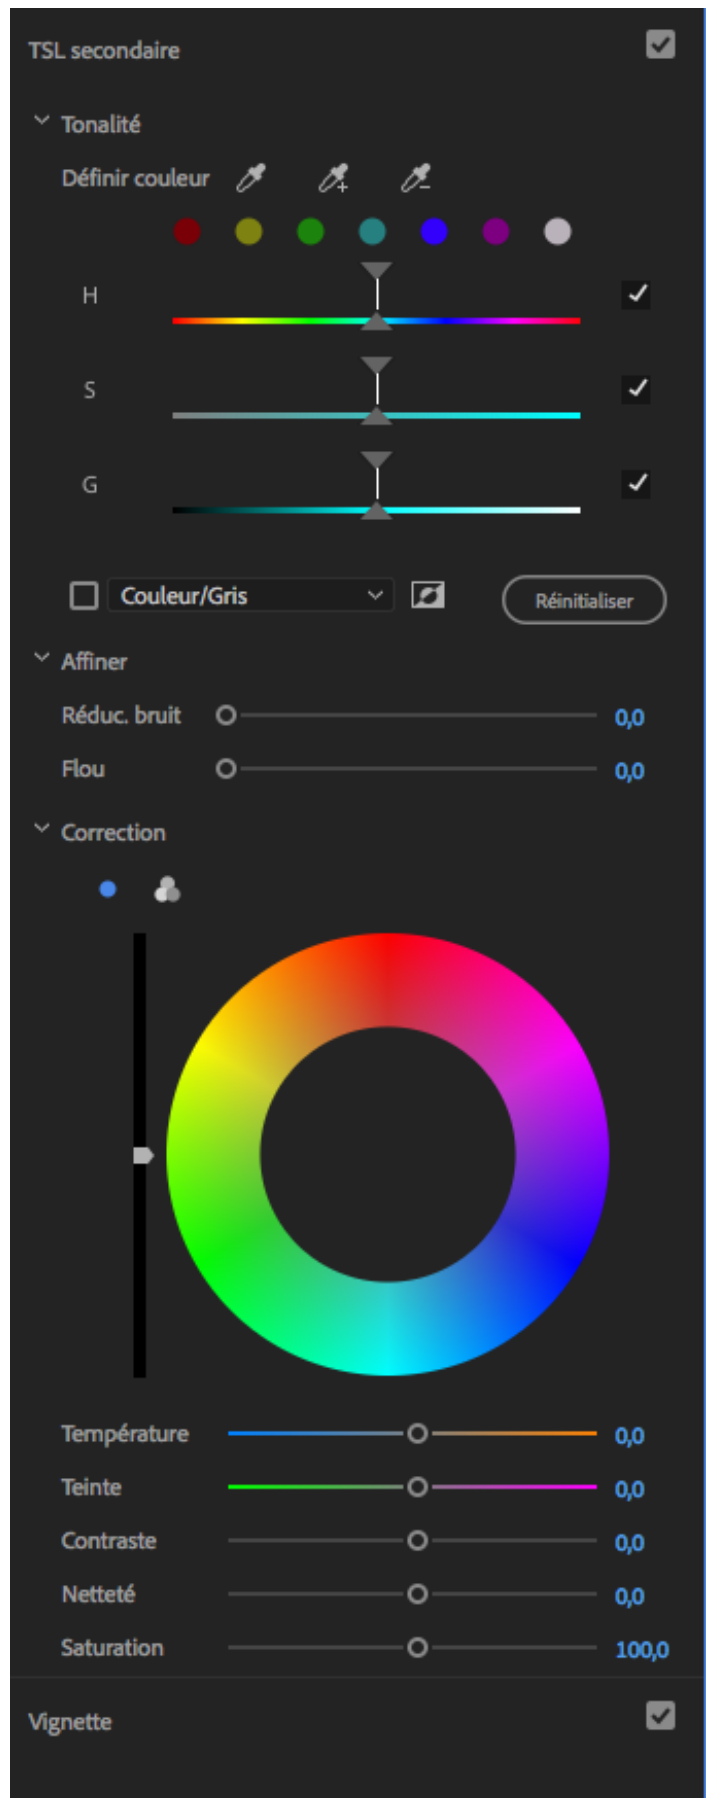 TSL secondaire
Tonalité
Définir couleur
H
S
G
Couleur/Gris
Réinitialiser
Affiner
Réduc. bruit 0,0
Flou 0,0
Correction
Température 0,0
Teinte 0,0
Contraste 0,0
Netteté 0,0
Saturation 100,0
Vignette